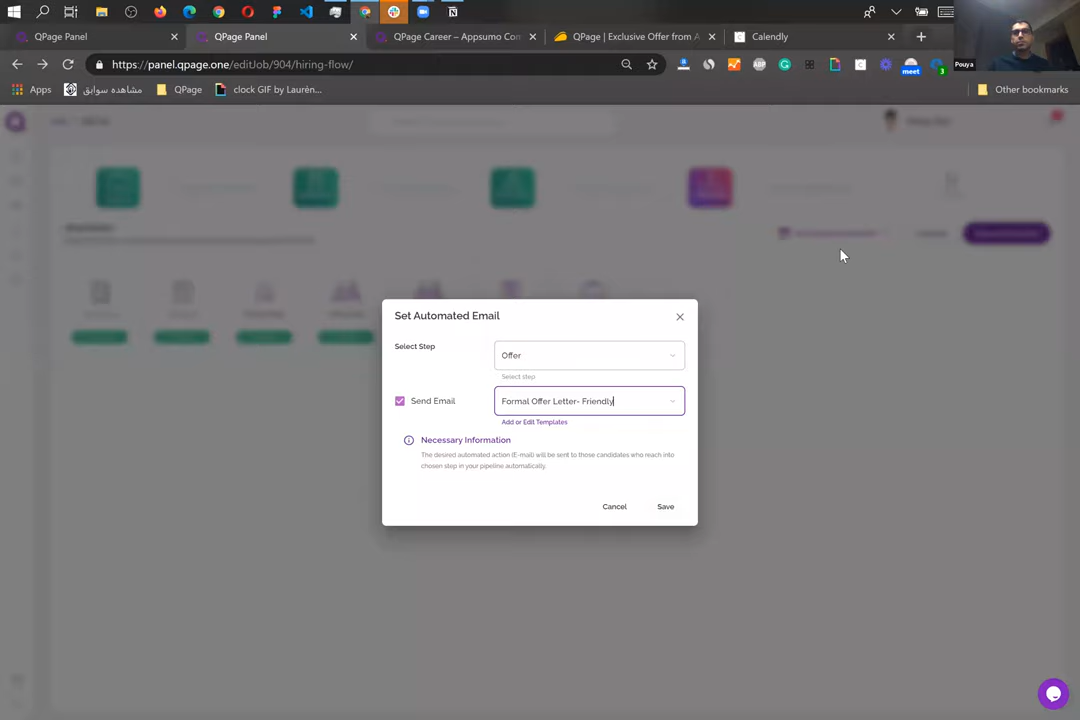 QPage Panel
QPage Panel
QPage Career – Appsumo Con
QPage | Exclusive Offer from A
Calendly
Pouya
https://panel.qpage.one/editJob/904/hiring-flow/
meet
3
Apps
مشاهده سوابق
QPage
clock GIF by Laurén...
Other bookmarks
Set Automated Email
Select Step
Offer
Select step
Send Email
Formal Offer Letter- Friendly
Add or Edit Templates
Necessary Information
The desired automated action (E-mail) will be sent to those candidates who reach into
chosen step in your pipeline automatically.
Cancel
Save